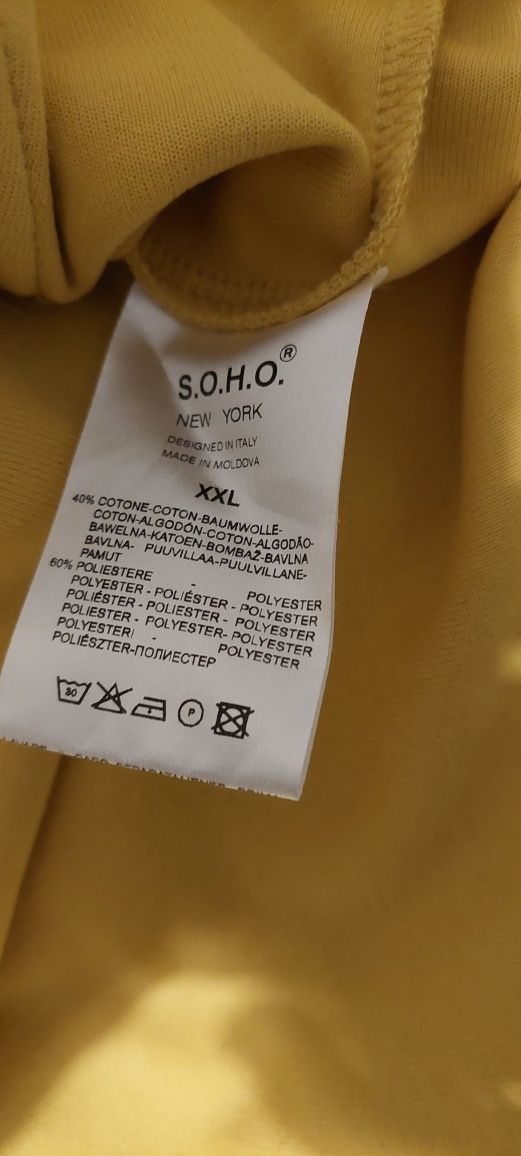 S.O.H.O.®
NEW YORK
DESIGNED IN ITALY
MADE IN MOLDOVA
XXL
40% COTONE-COTON-BAUMWOLLE-
COTON-ALGODÓN-COTON-ALGODÃO-
BAWELNA-KATOEN-BOMBAŽ-BAVLNA
BAVLNA- PUUVILLAA-PUULVILLANE-
PAMUT
60% POLIESTERE - POLYESTER
POLYESTER - POLIÉSTER - POLYESTER
POLIÉSTER - POLIESTER - POLYESTER
POLIESTER - POLYESTER- POLYESTER
POLYESTERI - POLYESTER
POLIÉSZTER-ПОЛИЕСТЕР
30
P